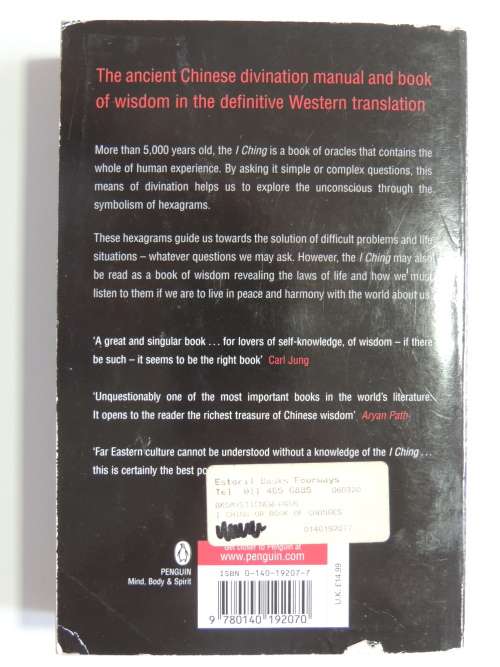 The ancient Chinese divination manual and book
of wisdom in the definitive Western translation
More than 5,000 years old, the I Ching is a book of oracles that contains the
whole of human experience. By asking it simple or complex questions, this
means of divination helps us to explore the unconscious through the
symbolism of hexagrams.
These hexagrams guide us towards the solution of difficult problems and life
situations – whatever questions we may ask. However, the I Ching may also
be read as a book of wisdom revealing the laws of life and how we must
listen to them if we are to live in peace and harmony with the world about us
'A great and singular book . . . for lovers of self-knowledge, of wisdom – if there
be such – it seems to be the right book' Carl Jung
'Unquestionably one of the most important books in the world's literature.
It opens to the reader the richest treasure of Chinese wisdom' Aryan Path
'Far Eastern culture cannot be understood without a knowledge of the I Ching . . .
this is certainly the best
Estoril Books Fourways
Tel 011 465 6885 060320
I CHING OR BOOK OF CHANGES
0140192077
Get closer to Penguin at
www.penguin.com
PENGUIN
Mind, Body & Spirit
ISBN 0-140-19207-7
9 780140 192070
U.K. £14.99